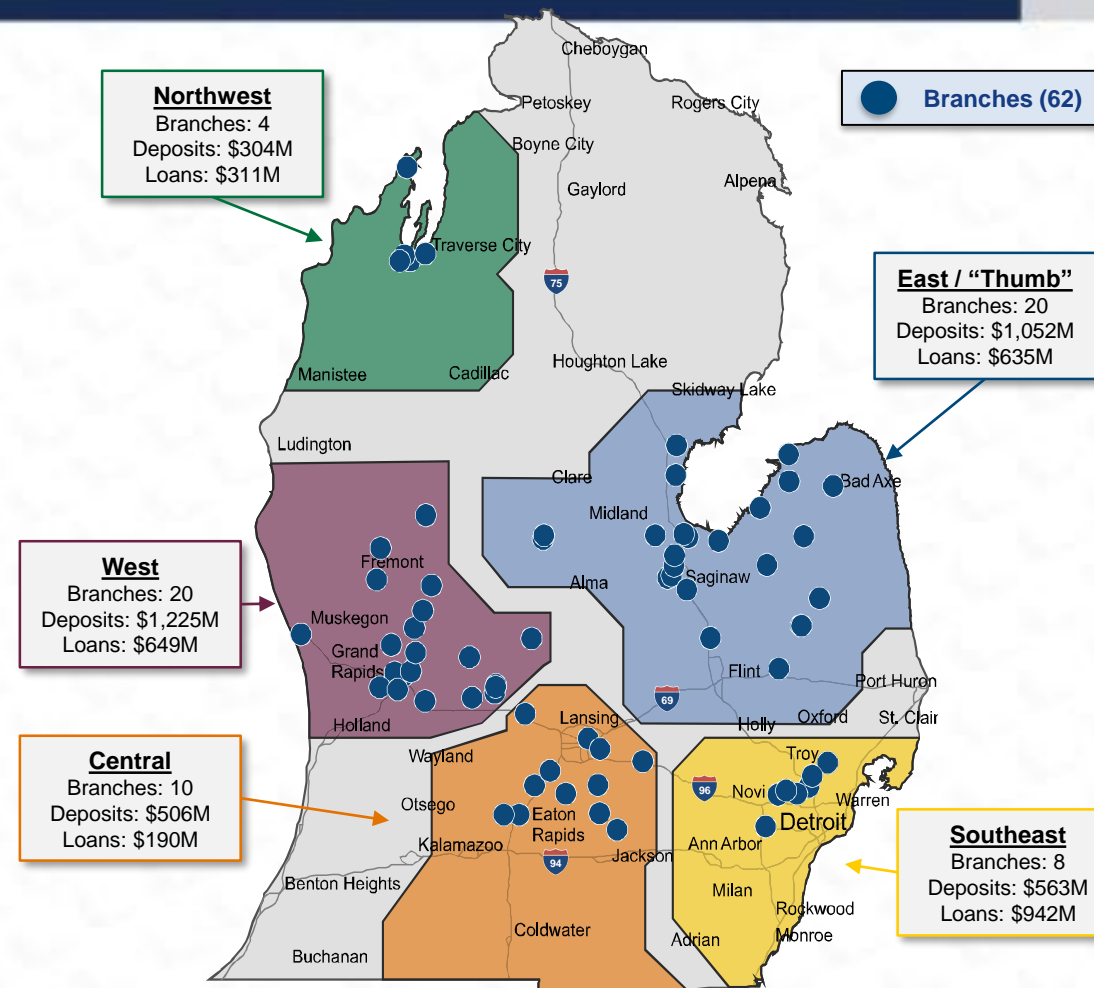 Cheboygan
Northwest
Branches: 4
Deposits: $304M
Loans: $311M
Petoskey
Rogers City
Branches (62)
Boyne City
Gaylord
Alpena
Traverse City
75
East / “Thumb”
Branches: 20
Deposits: $1,052M
Loans: $635M
Houghton Lake
Manistee
Cadillac
Skidway Lake
Ludington
Clare
Bad Axe
Midland
West
Branches: 20
Deposits: $1,225M
Loans: $649M
Fremont
Alma
Saginaw
Muskegon
Grand
Rapids
Flint
Port Huron
69
Holland
Lansing
Holly
Oxford
St. Clair
Central
Branches: 10
Deposits: $506M
Loans: $190M
Wayland
Troy
96
Novi
Otsego
Warren
Eaton
Rapids
Detroit
Kalamazoo
94
Jackson
Ann Arbor
Southeast
Branches: 8
Deposits: $563M
Loans: $942M
Benton Heights
Milan
Rockwood
Coldwater
Adrian
Monroe
Buchanan